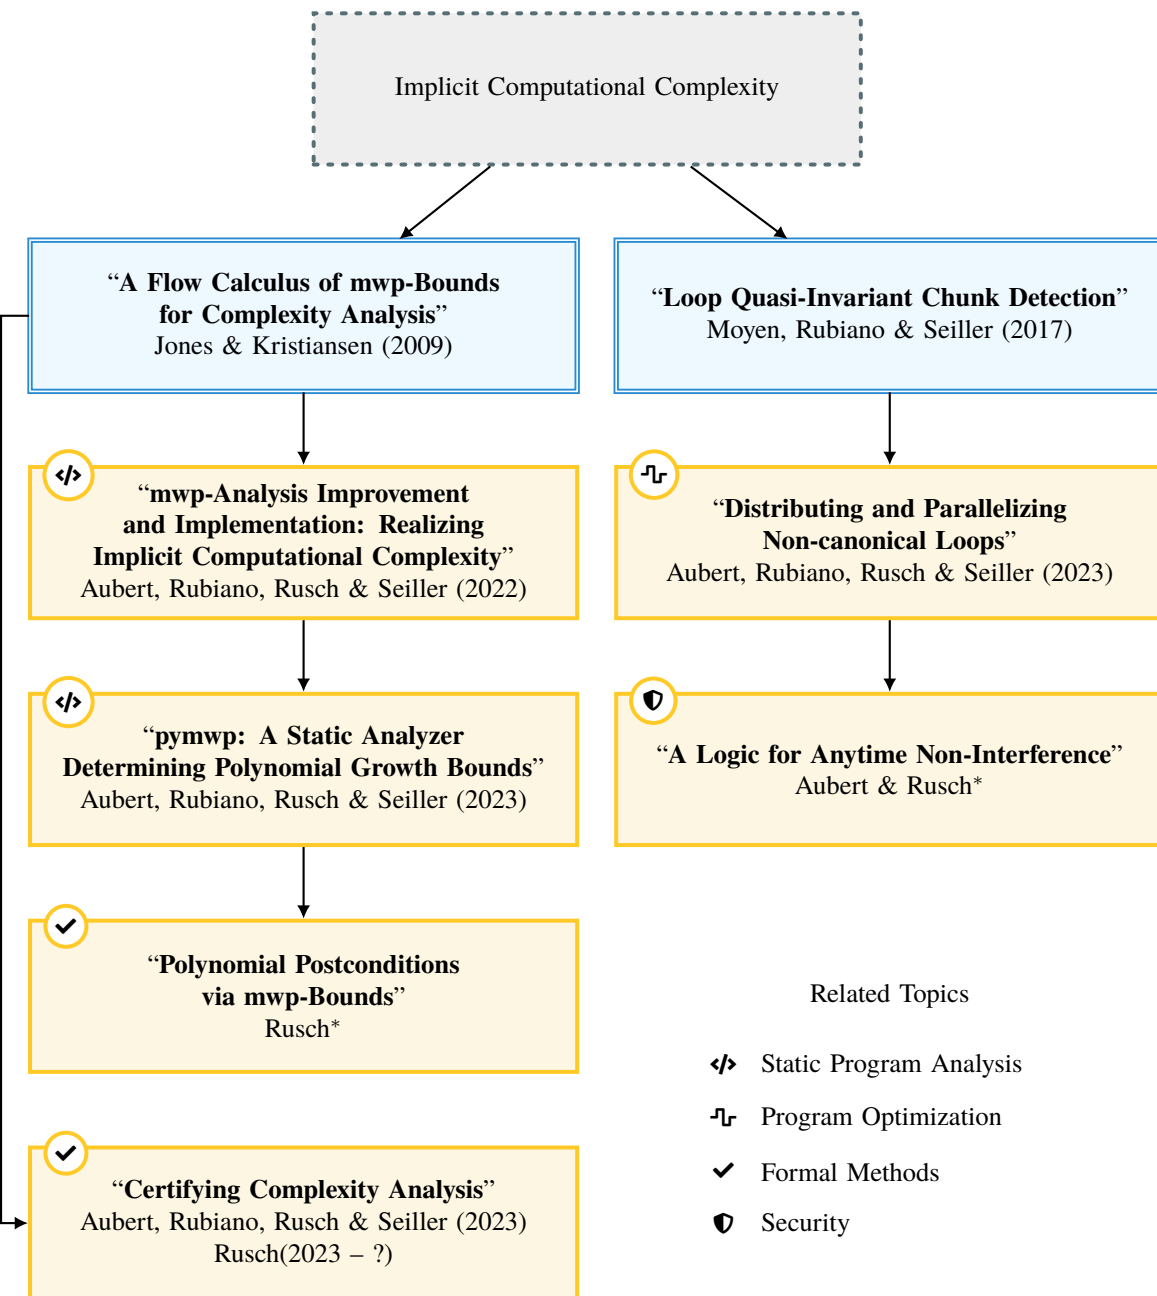 Implicit Computational Complexity
“A Flow Calculus of mwp-Bounds
for Complexity Analysis”
Jones & Kristiansen (2009)
“Loop Quasi-Invariant Chunk Detection”
Moyen, Rubiano & Seiller (2017)
“mwp-Analysis Improvement
and Implementation: Realizing
Implicit Computational Complexity”
Aubert, Rubiano, Rusch & Seiller (2022)
“Distributing and Parallelizing
Non-canonical Loops”
Aubert, Rubiano, Rusch & Seiller (2023)
“pymwp: A Static Analyzer
Determining Polynomial Growth Bounds”
Aubert, Rubiano, Rusch & Seiller (2023)
“A Logic for Anytime Non-Interference”
Aubert & Rusch*
“Polynomial Postconditions
via mwp-Bounds”
Rusch*
“Certifying Complexity Analysis”
Aubert, Rubiano, Rusch & Seiller (2023)
Rusch(2023 – ?)
Related Topics
Static Program Analysis
Program Optimization
Formal Methods
Security